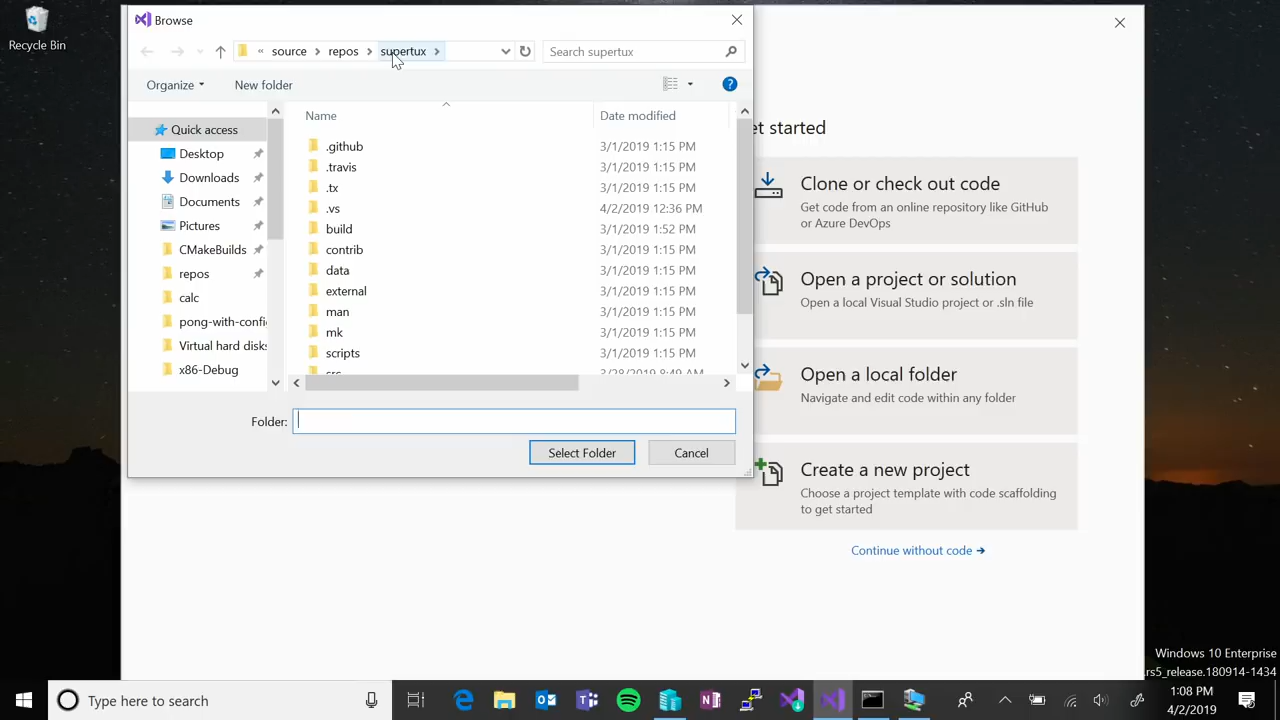 Recycle Bin
Browse
« source repos supertux
Search supertux
Organize
New folder
Name
Date modified
Quick access
Desktop
Downloads
Documents
Pictures
CMakeBuilds
repos
calc
pong-with-confi
Virtual hard disks
x86-Debug
.github 3/1/2019 1:15 PM
.travis 3/1/2019 1:15 PM
.tx 3/1/2019 1:15 PM
.vs 4/2/2019 12:36 PM
build 3/1/2019 1:52 PM
contrib 3/1/2019 1:15 PM
data 3/1/2019 1:15 PM
external 3/1/2019 1:15 PM
man 3/1/2019 1:15 PM
mk 3/1/2019 1:15 PM
scripts 3/1/2019 1:15 PM
src 3/28/2019 8:49 AM
Folder:
Select Folder
Cancel
et started
Clone or check out code
Get code from an online repository like GitHub
or Azure DevOps
Open a project or solution
Open a local Visual Studio project or .sln file
Open a local folder
Navigate and edit code within any folder
Create a new project
Choose a project template with code scaffolding
to get started
Continue without code →
Windows 10 Enterprise
.rs5_release.180914-1434
Type here to search
1:08 PM
4/2/2019